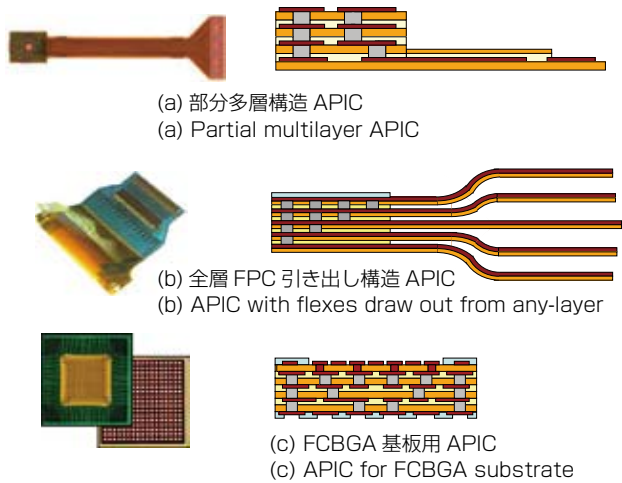 (a) 部分多層構造 APIC
(a) Partial multilayer APIC
(b) 全層 FPC 引き出し構造 APIC
(b) APIC with flexes draw out from any-layer
(c) FCBGA 基板用 APIC
(c) APIC for FCBGA substrate